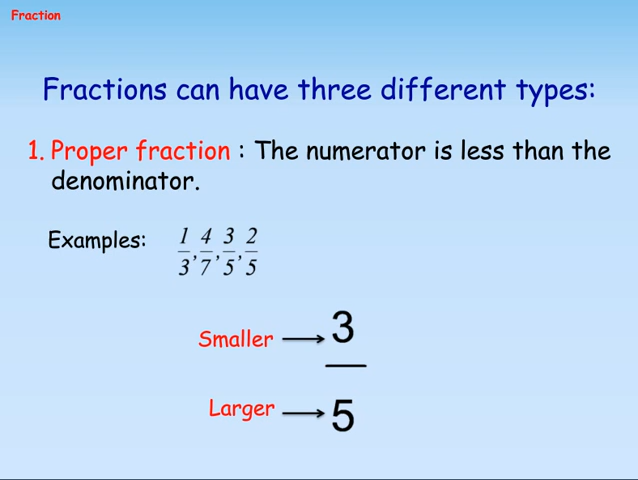 Fraction
Fractions can have three different types:
1. Proper fraction : The numerator is less than the
denominator.
Examples: 1/3, 4/7, 3/5, 2/5
Smaller → 3
Larger → 5